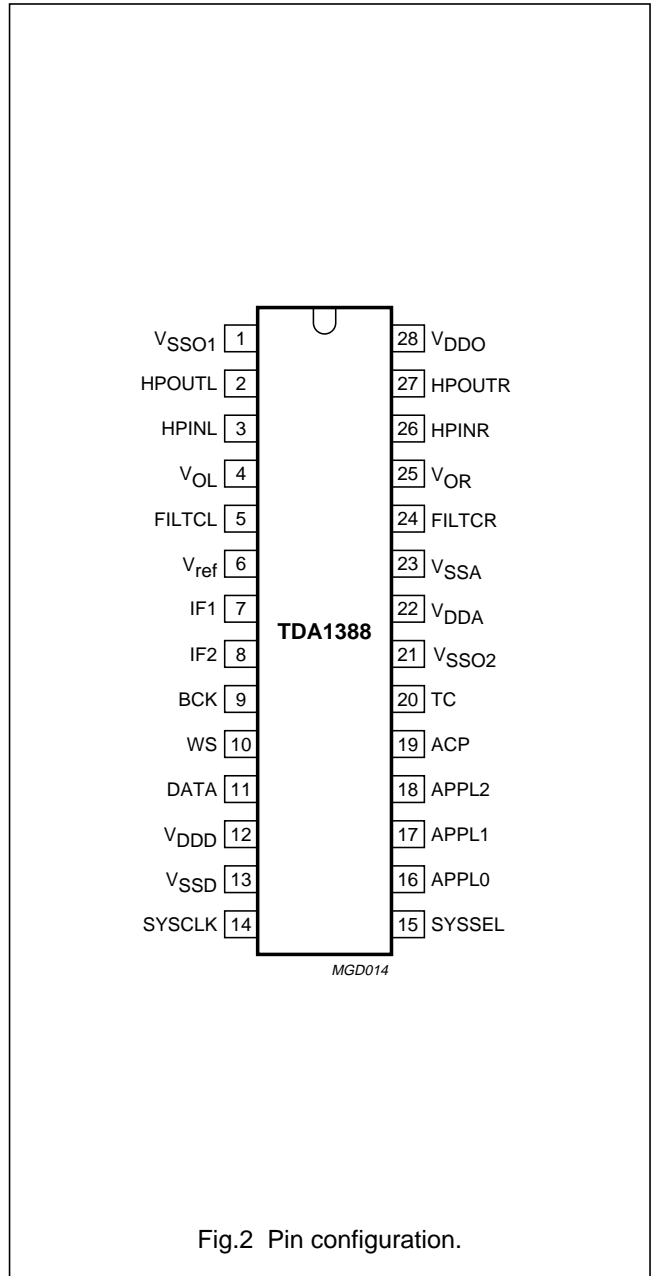 VSSO1 1 28 VDDO
HPOUTL 2 27 HPOUTR
HPINL 3 26 HPINR
VOL 4 25 VOR
FILTCL 5 24 FILTCR
Vref 6 23 VSSA
IF1 7 22 VDDA
TDA1388
IF2 8 21 VSSO2
BCK 9 20 TC
WS 10 19 ACP
DATA 11 18 APPL2
VDDD 12 17 APPL1
VSSD 13 16 APPL0
SYSCLK 14 15 SYSSEL
MGD014
Fig.2 Pin configuration.